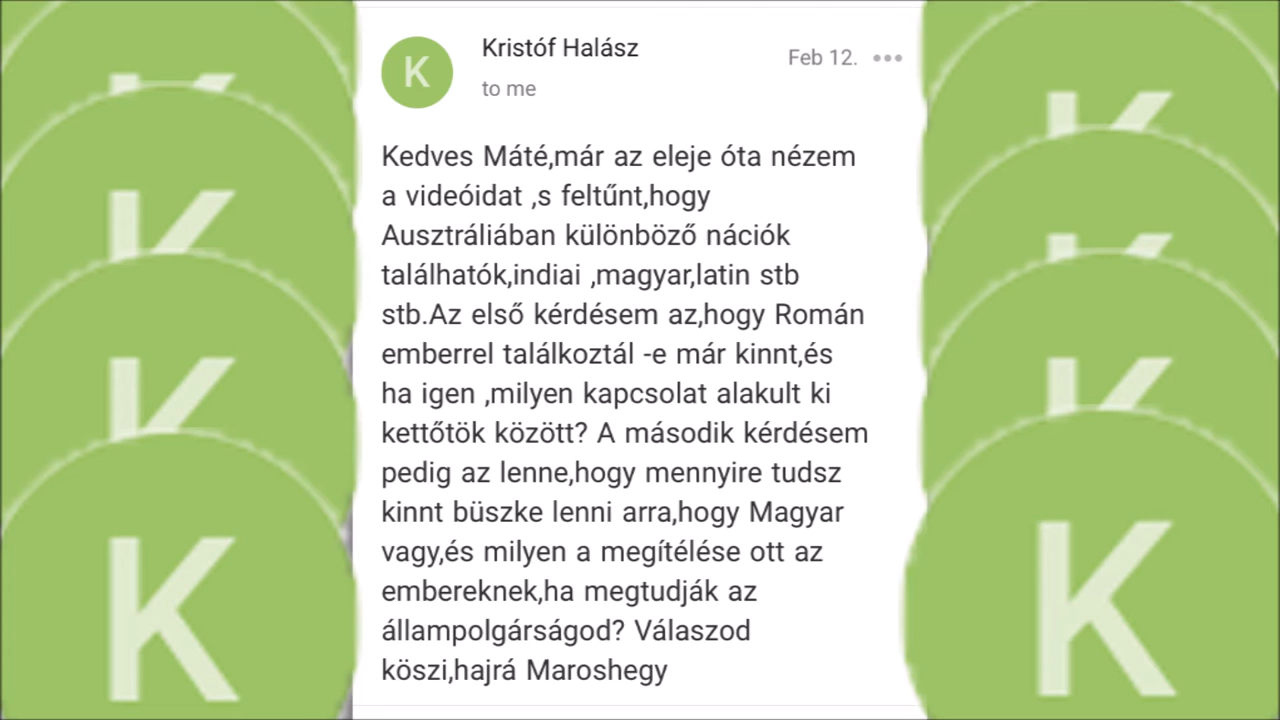 K
Kristóf Halász
Feb 12.
to me
Kedves Máté,már az eleje óta nézem
a videóidat ,s feltűnt,hogy
Ausztráliában különböző nációk
találhatók,indiai ,magyar,latin stb
stb.Az első kérdésem az,hogy Román
emberrel találkoztál -e már kinnt,és
ha igen ,milyen kapcsolat alakult ki
kettőtök között? A második kérdésem
pedig az lenne,hogy mennyire tudsz
kinnt büszke lenni arra,hogy Magyar
vagy,és milyen a megítélése ott az
embereknek,ha megtudják az
állampolgárságod? Válaszod
köszi,hajrá Maroshegy
K
K
K
K
K
K
K
K